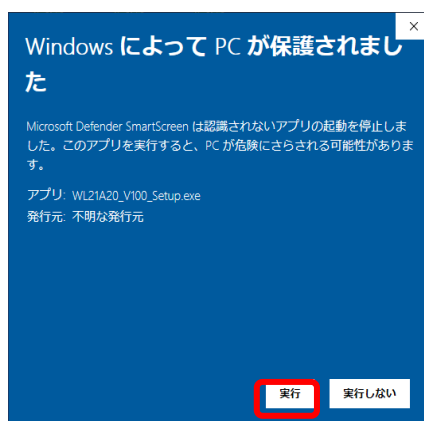 Windows によって PC が保護されまし
た
Microsoft Defender SmartScreen は認識されないアプリの起動を停止しま
した。このアプリを実行すると、PC が危険にさらされる可能性がありま
す。
アプリ: WL21A20_V100_Setup.exe
発行元: 不明な発行元
実行
実行しない